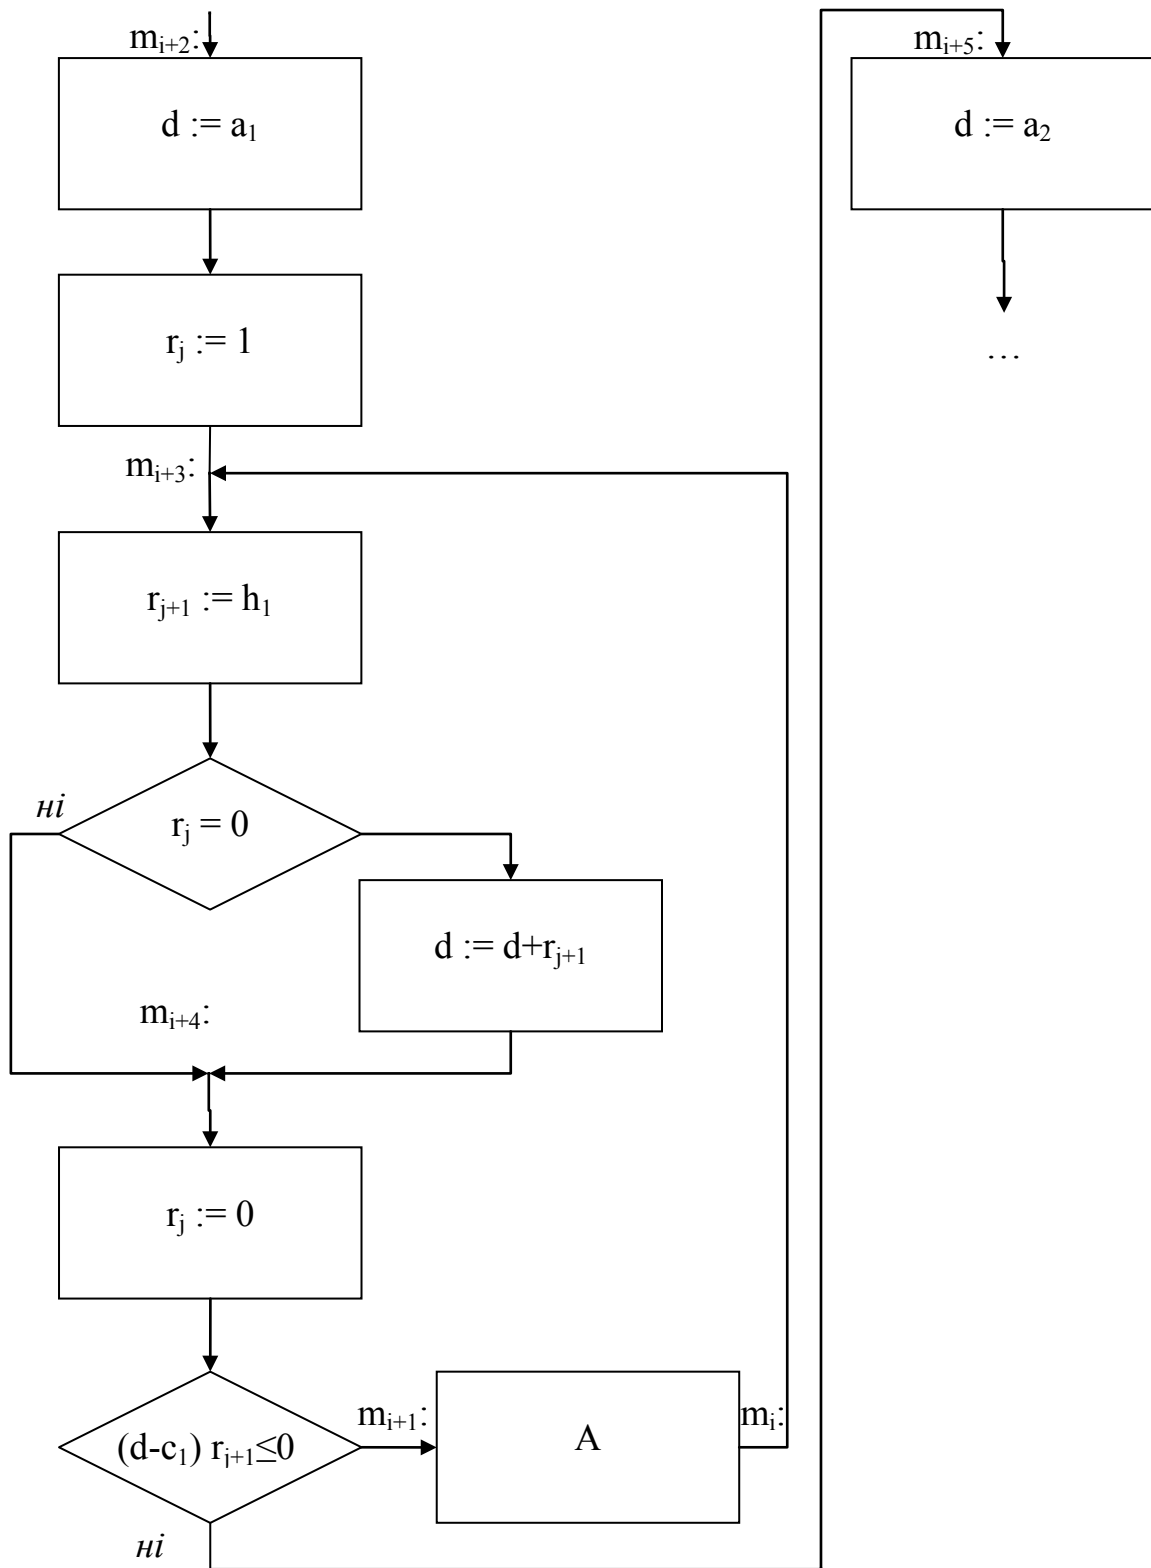 mᵢ₊₂:
d := a₁
rⱼ := 1
mᵢ₊₃:
rⱼ₊₁ := h₁
ні
rⱼ = 0
d := d+rⱼ₊₁
mᵢ₊₄:
rⱼ := 0
(d-c₁) rⱼ₊₁≤0
mᵢ₊₁:
A
mᵢ:
ні
mᵢ₊₅:
d := a₂
…